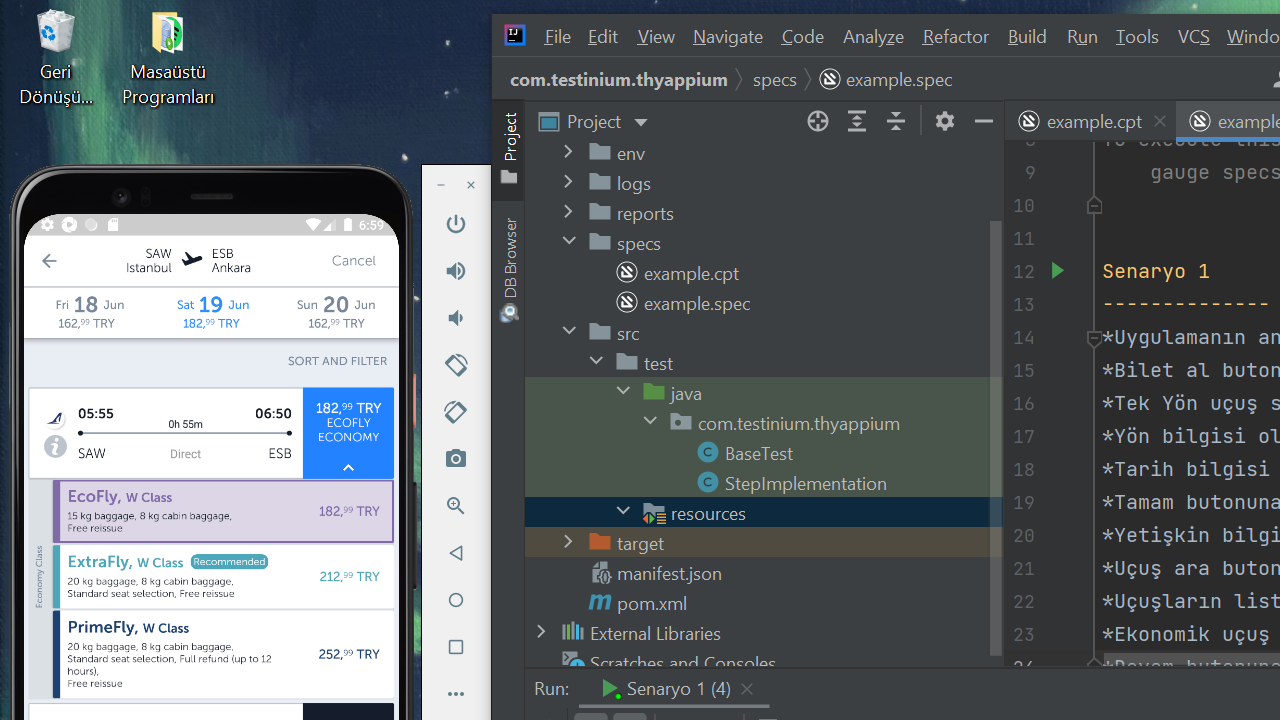 Geri
Dönüşü...
Masaüstü
Programları
6:59
SAW
Istanbul
ESB
Ankara
Cancel
Fri 18 Jun
162,99 TRY
Sat 19 Jun
182,99 TRY
Sun 20 Jun
162,99 TRY
SORT AND FILTER
05:55
06:50
0h 55m
SAW
Direct
ESB
182,99 TRY
ECOFLY
ECONOMY
Economy Class
EcoFly, W Class
15 kg baggage, 8 kg cabin baggage,
Free reissue
182,99 TRY
ExtraFly, W Class Recommended
20 kg baggage, 8 kg cabin baggage,
Standard seat selection, Free reissue
212,99 TRY
PrimeFly, W Class
20 kg baggage, 8 kg cabin baggage,
Standard seat selection, Full refund (up to 12
hours),
Free reissue
252,99 TRY
File Edit View Navigate Code Analyze Refactor Build Run Tools VCS Windo
com.testinium.thyappium specs example.spec
Project
DB Browser
Project
env
logs
reports
specs
example.cpt
example.spec
src
test
java
com.testinium.thyappium
BaseTest
StepImplementation
resources
target
manifest.json
pom.xml
External Libraries
Scratches and Consoles
example.cpt
example
8 To execute this
9 gauge specs
10
11
12 Senaryo 1
13 --------------
14 *Uygulamanın an
15 *Bilet al buton
16 *Tek Yön uçuş s
17 *Yön bilgisi ol
18 *Tarih bilgisi
19 *Tamam butonuna
20 *Yetişkin bilgi
21 *Uçuş ara buton
22 *Uçuşların list
23 *Ekonomik uçuş
24 *Devam butonuna
Run: Senaryo 1 (4)